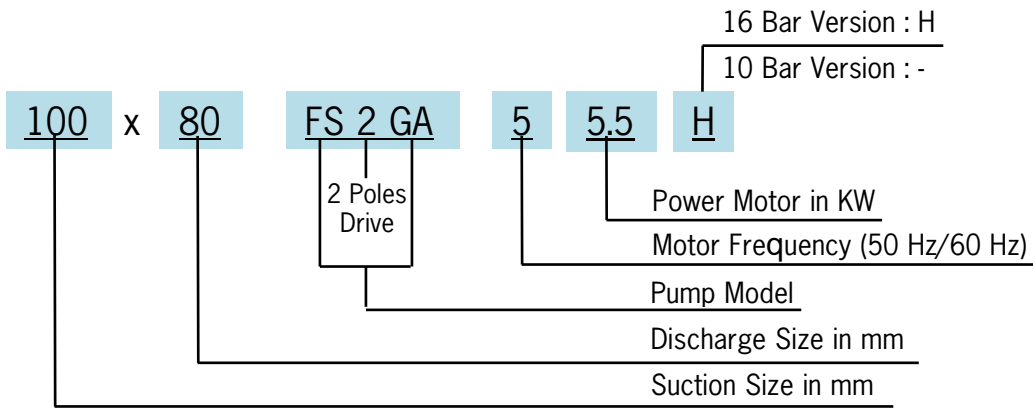 16 Bar Version : H
10 Bar Version : -
100 x 80 FS 2 GA 5 5.5 H
2 Poles
Drive
Power Motor in KW
Motor Frequency (50 Hz/60 Hz)
Pump Model
Discharge Size in mm
Suction Size in mm